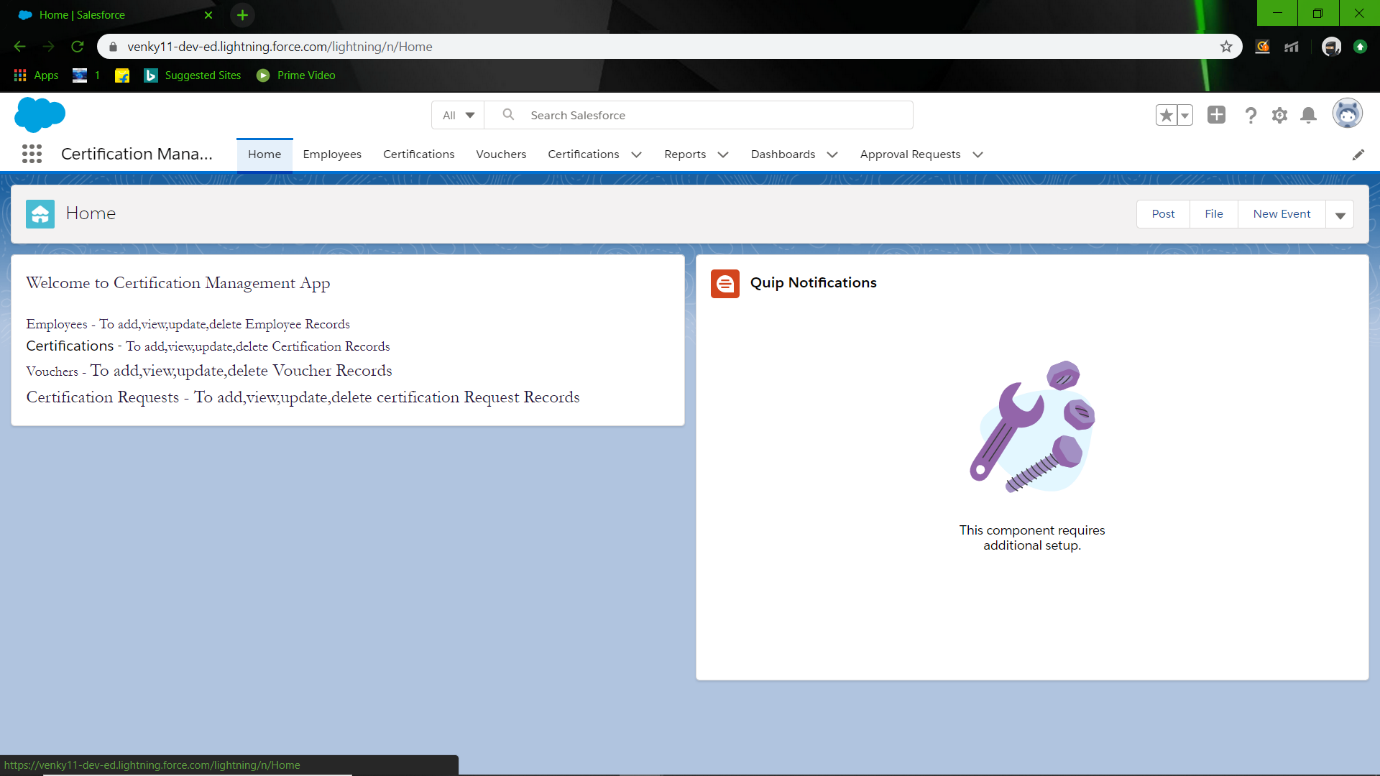 Home | Salesforce
venky11-dev-ed.lightning.force.com/lightning/n/Home
Apps 1 Suggested Sites Prime Video
All Search Salesforce
Certification Mana... Home Employees Certifications Vouchers Certifications Reports Dashboards Approval Requests
Home
Post File New Event
Welcome to Certification Management App
Employees - To add,view,update,delete Employee Records
Certifications - To add,view,update,delete Certification Records
Vouchers - To add,view,update,delete Voucher Records
Certification Requests - To add,view,update,delete certification Request Records
Quip Notifications
This component requires
additional setup.
https://venky11-dev-ed.lightning.force.com/lightning/n/Home